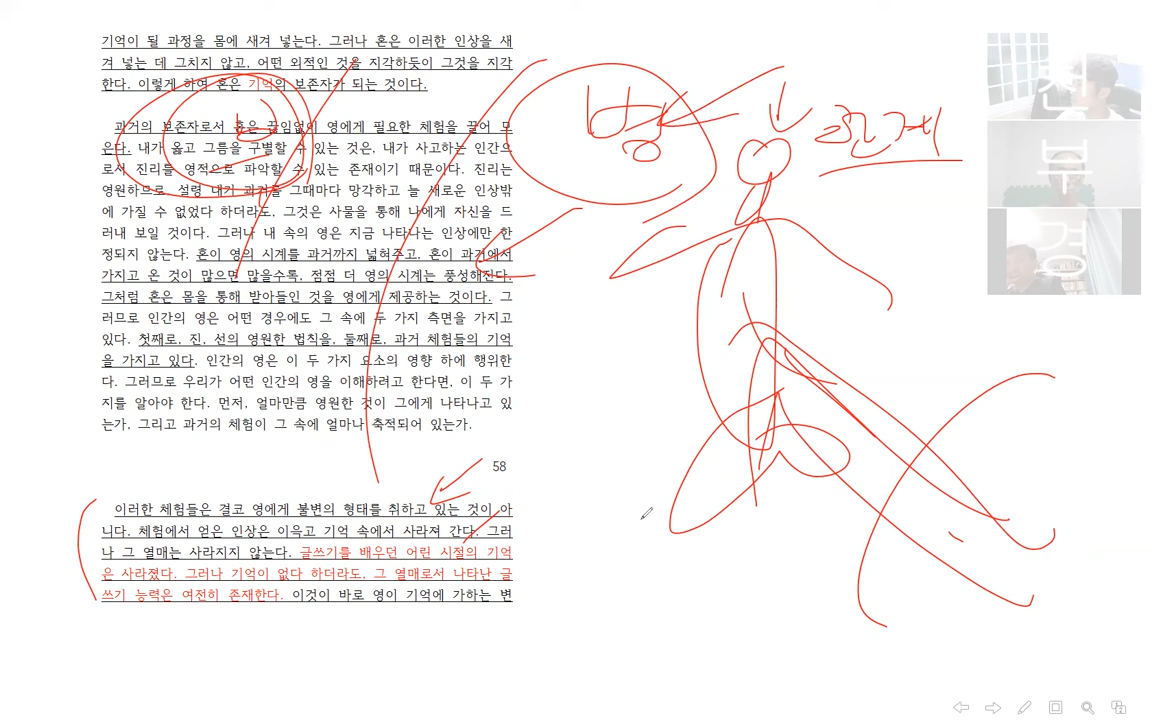 기억이 될 과정을 몸에 새겨 넣는다. 그러나 혼은 이러한 인상을 새
겨 넣는 데 그치지 않고, 어떤 외적인 것을 지각하듯이 그것을 지각
한다. 이렇게 하여 혼은 기억의 보존자가 되는 것이다.
과거의 보존자로서 혼은 끊임없이 영에게 필요한 체험을 끌어 모
은다. 내가 옳고 그름을 구별할 수 있는 것은, 내가 사고하는 인간으
로서 진리를 영적으로 파악할 수 있는 존재이기 때문이다. 진리는
영원하므로, 설령 내가 과거를 그때마다 망각하고 늘 새로운 인상밖
에 가질 수 없었다 하더라도, 그것은 사물을 통해 나에게 자신을 드
러내 보일 것이다. 그러나 내 속의 영은 지금 나타나는 인상에만 한
정되지 않는다. 혼이 영의 시계를 과거까지 넓혀주고, 혼이 과거에서
가지고 온 것이 많으면 많을수록, 점점 더 영의 시계는 풍성해진다.
그처럼 혼은 몸을 통해 받아들인 것을 영에게 제공하는 것이다. 그
러므로 인간의 영은 어떤 경우에도 그 속에 두 가지 측면을 가지고
있다. 첫째로, 진, 선의 영원한 법칙을, 둘째로, 과거 체험들의 기억
을 가지고 있다. 인간의 영은 이 두 가지 요소의 영향 하에 행위한
다. 그러므로 우리가 어떤 인간의 영을 이해하려고 한다면, 이 두 가
지를 알아야 한다. 먼저, 얼마만큼 영원한 것이 그에게 나타나고 있
는가, 그리고 과거의 체험이 그 속에 얼마나 축적되어 있는가.
58
이러한 체험들은 결코 영에게 불변의 형태를 취하고 있는 것이 아
니다. 체험에서 얻은 인상은 이윽고 기억 속에서 사라져 간다. 그러
나 그 열매는 사라지지 않는다. 글쓰기를 배우던 어린 시절의 기억
은 사라졌다. 그러나 기억이 없다 하더라도, 그 열매로서 나타난 글
쓰기 능력은 여전히 존재한다. 이것이 바로 영이 기억에 가하는 변
방